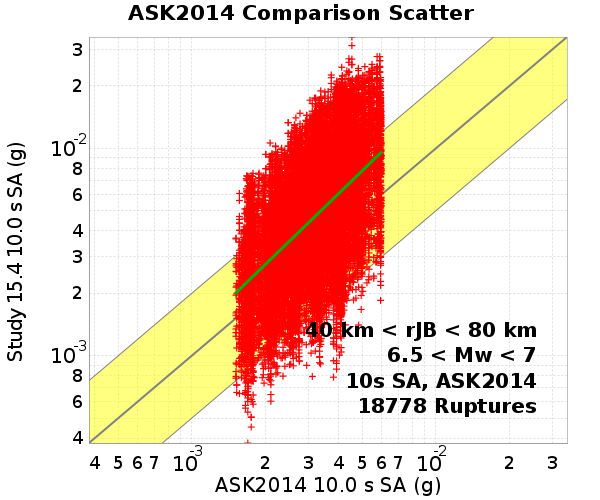 ASK2014 Comparison Scatter
Study 15.4 10.0 s SA (g)
3
2
10-2
8
6
4
3
2
10-3
8
6
4
40 km < rJB < 80 km
6.5 < Mw < 7
10s SA, ASK2014
18778 Ruptures
4 5 6 7 10-3 2 3 4 5 6 7 10-2 2 3
ASK2014 10.0 s SA (g)